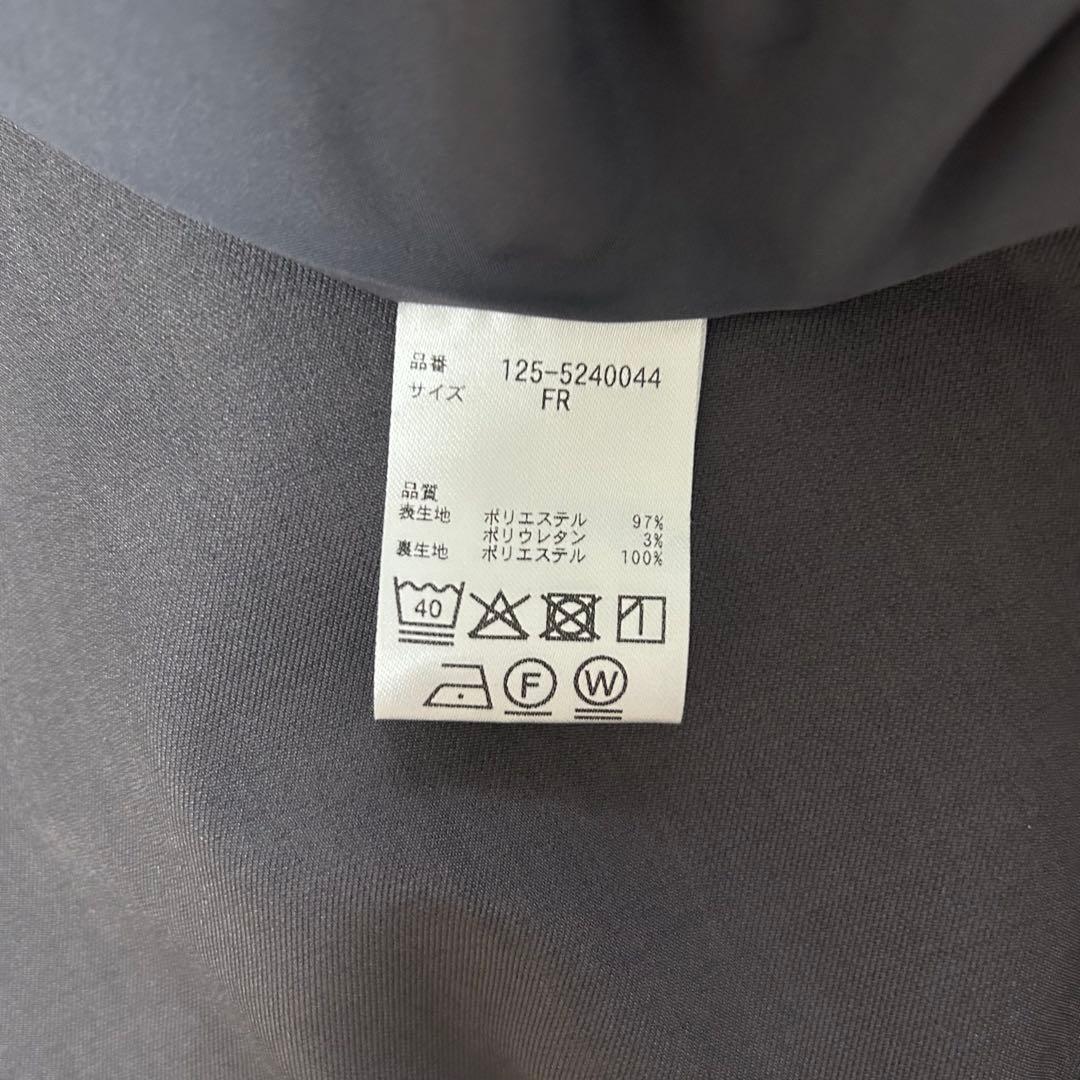 品番 125-5240044
サイズ FR
品質
表生地 ポリエステル 97%
ポリウレタン 3%
裏生地 ポリエステル 100%
40
F W